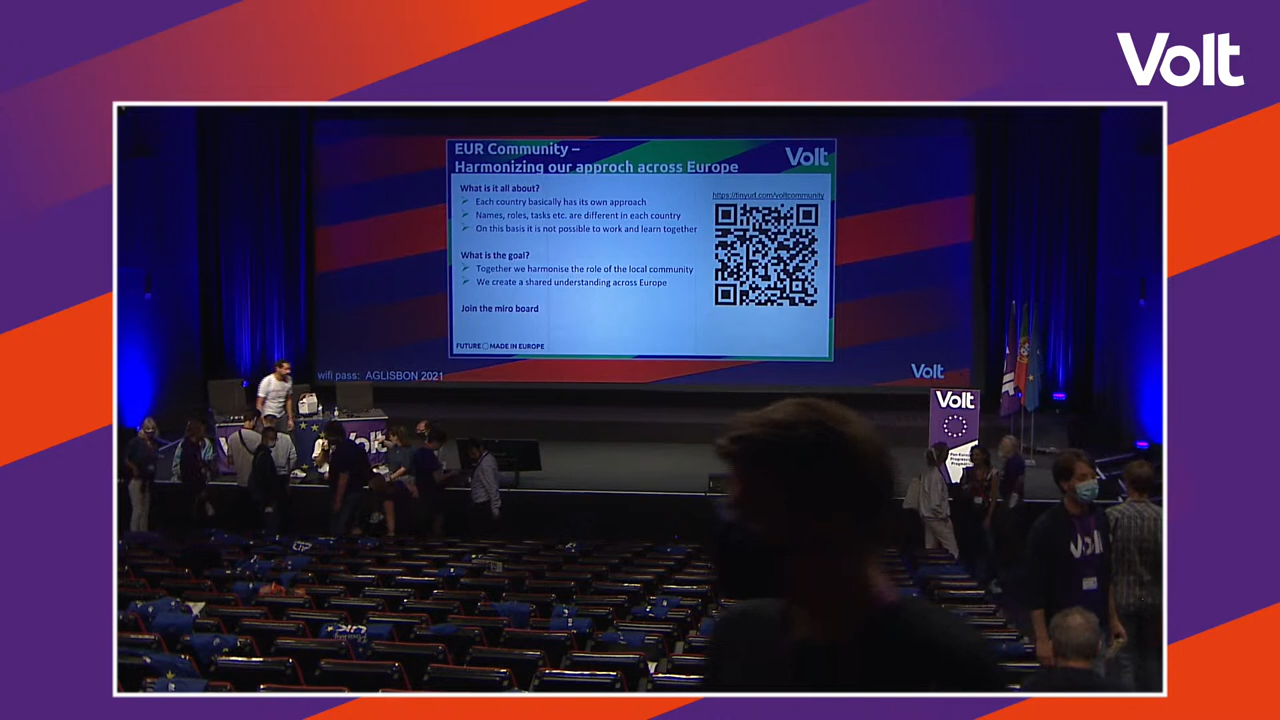 Volt
EUR Community –
Harmonizing our approch across Europe
Volt
What is it all about?
Each country basically has its own approach
Names, roles, tasks etc. are different in each country
On this basis it is not possible to work and learn together
https://tinyurl.com/voltcommunity
What is the goal?
Together we harmonise the role of the local community
We create a shared understanding across Europe
Join the miro board
FUTURE MADE IN EUROPE
wifi pass: AGLISBON 2021
Volt
Volt
Volt
Volt